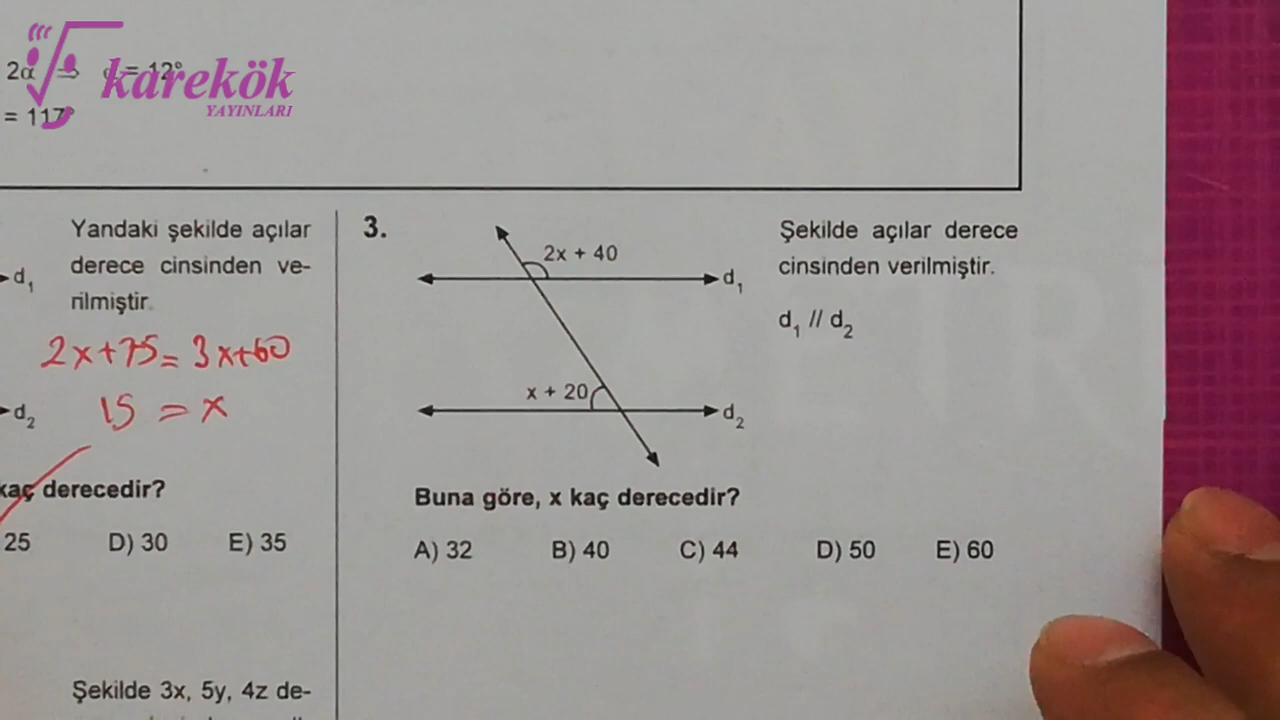 karekök
YAYINLARI
2α ⇒ = 12°
= 117°
Yandaki şekilde açılar
derece cinsinden ve-
rilmiştir.
d₁
2x+75=3x+60
15 = x
d₂
kaç derecedir?
25 D) 30 E) 35
Şekilde 3x, 5y, 4z de-
3.
2x + 40
d₁
x + 20
d₂
Şekilde açılar derece
cinsinden verilmiştir.
d₁ // d₂
Buna göre, x kaç derecedir?
A) 32 B) 40 C) 44 D) 50 E) 60